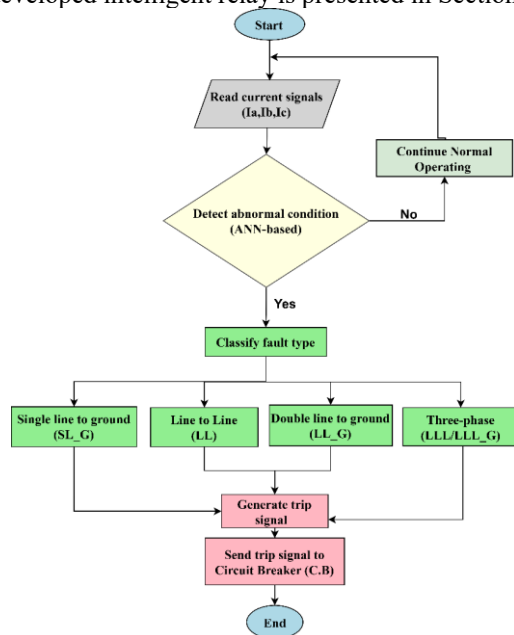 eveloped intelligent relay is presented in Section
Start
Read current signals
(Ia,Ib,Ic)
Continue Normal
Operating
Detect abnormal condition
(ANN-based)
No
Yes
Classify fault type
Single line to ground
(SL_G)
Line to Line
(LL)
Double line to ground
(LL_G)
Three-phase
(LLL/LLL_G)
Generate trip
signal
Send trip signal to
Circuit Breaker (C.B)
End